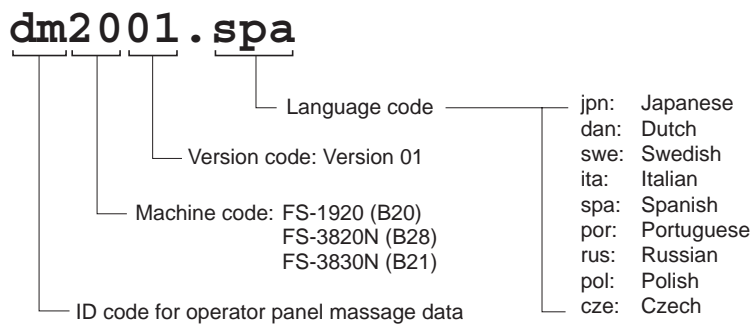 dm2001.spa
Language code
Version code: Version 01
Machine code: FS-1920 (B20)
FS-3820N (B28)
FS-3830N (B21)
ID code for operator panel massage data
jpn: Japanese
dan: Dutch
swe: Swedish
ita: Italian
spa: Spanish
por: Portuguese
rus: Russian
pol: Polish
cze: Czech